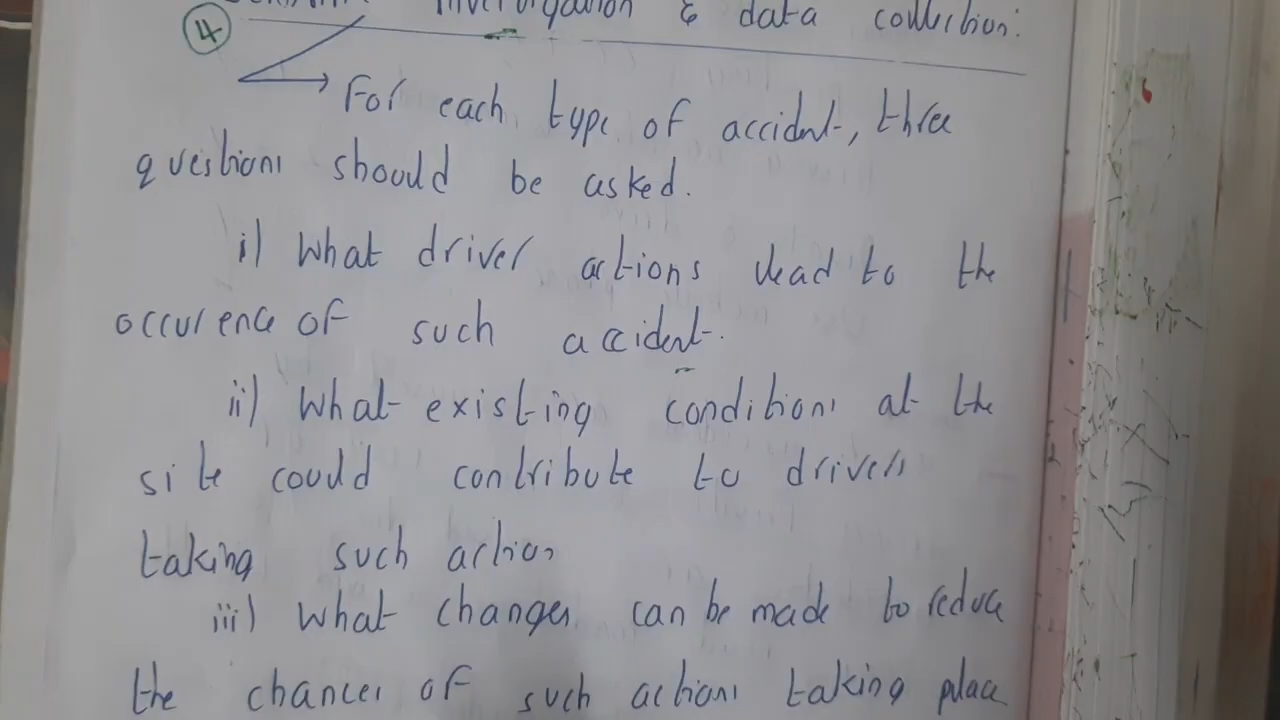 4
Investigation & data collection:
For each type of accident, three
questions should be asked.
i) What driver actions lead to the
occurence of such accident.
ii) What existing conditions at the
site could contribute to drivers
taking such action
iii) What changes can be made to reduce
the chances of such actions taking place